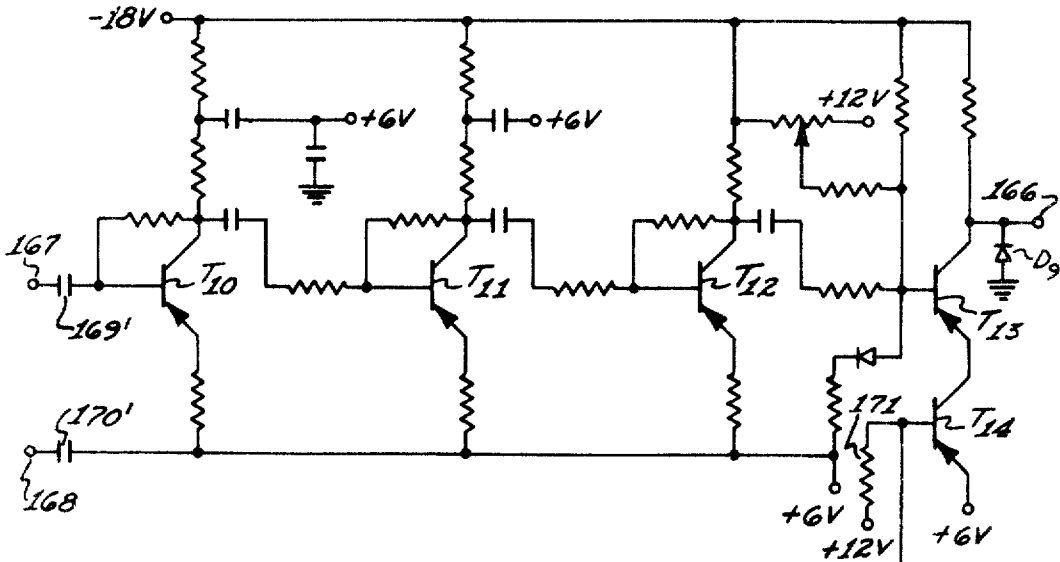 -18V
+6V
+6V
+12V
166
167
T10
T11
T12
D9
169'
T13
170'
171
T14
168
+6V
+12V
+6V